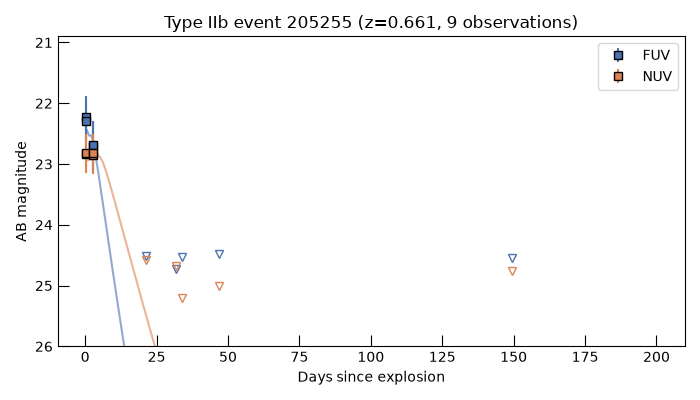 Type IIb event 205255 (z=0.661, 9 observations)
FUV
NUV
AB magnitude
21
22
23
24
25
26
0 25 50 75 100 125 150 175 200
Days since explosion